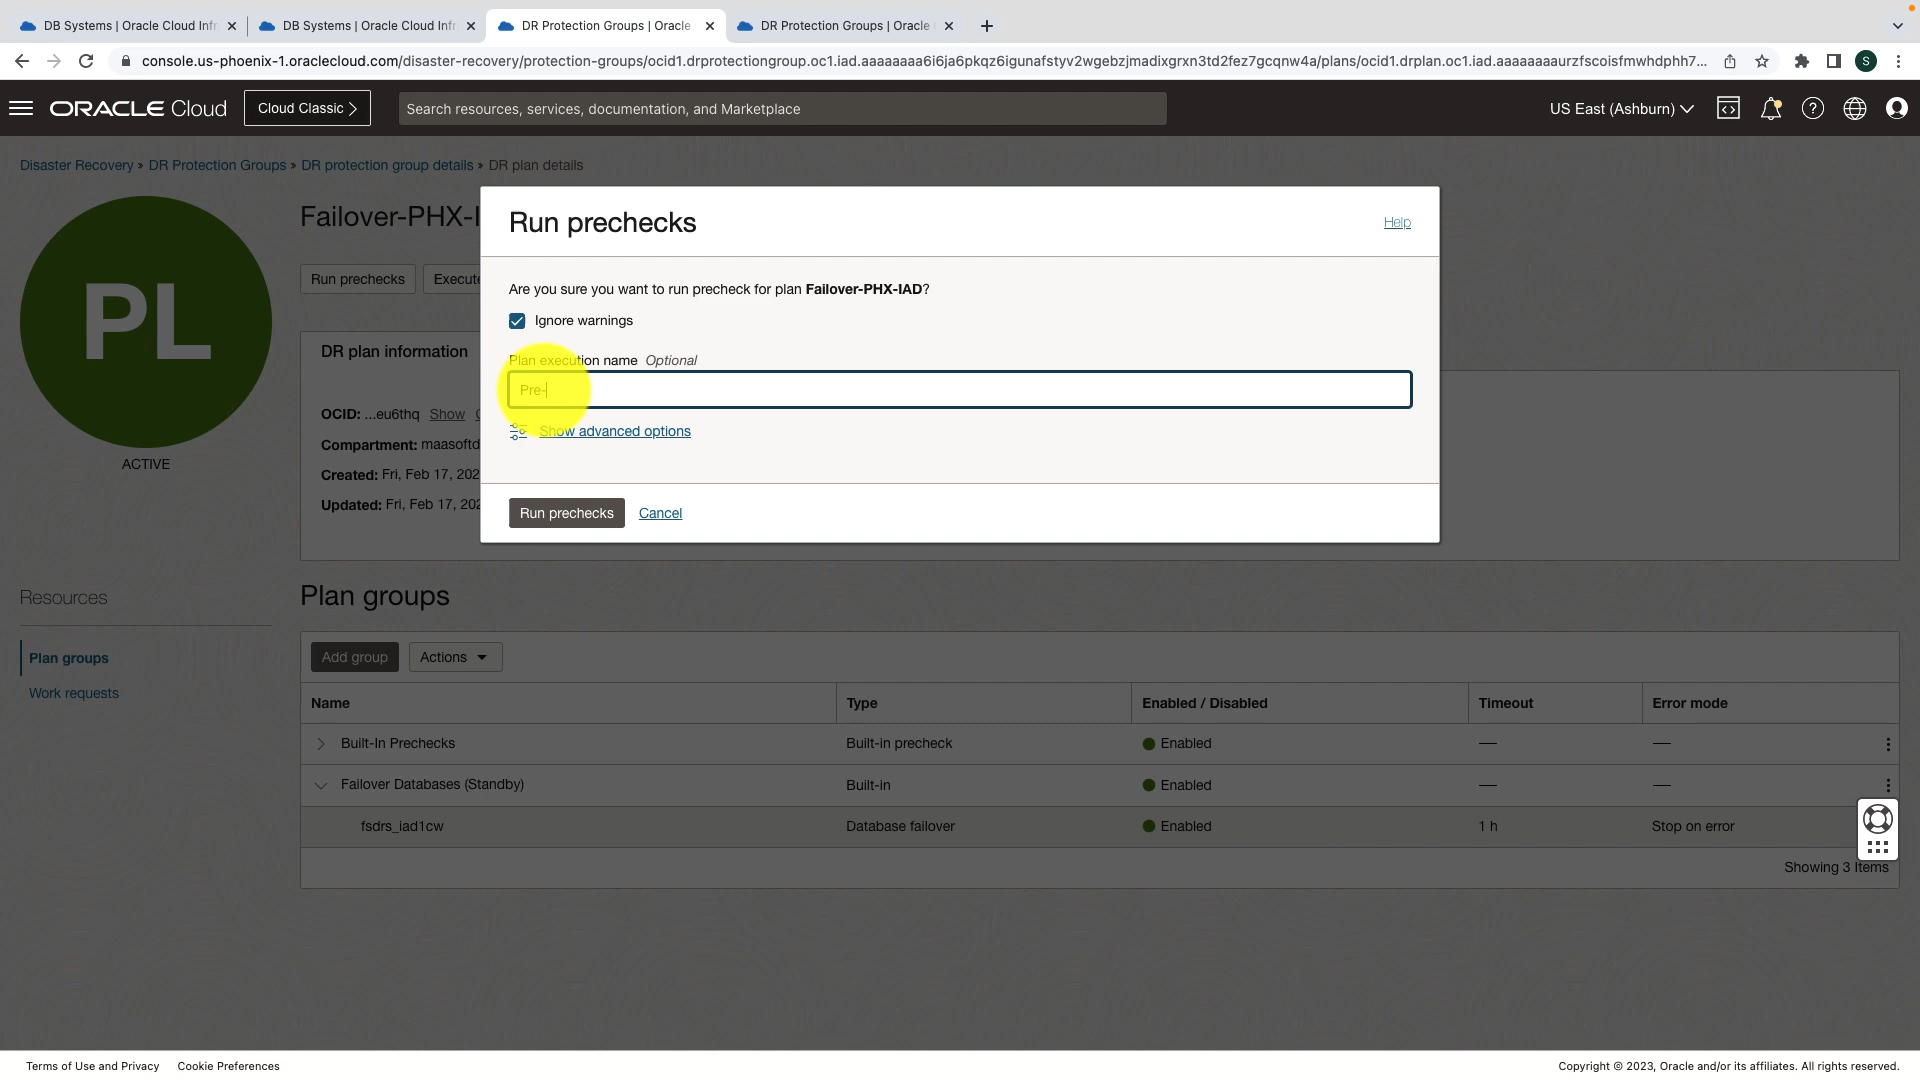 DB Systems | Oracle Cloud Infr
DB Systems | Oracle Cloud Infr
DR Protection Groups | Oracle
DR Protection Groups | Oracle
console.us-phoenix-1.oraclecloud.com/disaster-recovery/protection-groups/ocid1.drprotectiongroup.oc1.iad.aaaaaaaa6i6ja6pkqz6igunafstyv2wgebzjmadixgrxn3td2fez7gcqnw4a/plans/ocid1.drplan.oc1.iad.aaaaaaaaurzfscoisfmwhdphh7...
S
ORACLE Cloud
Cloud Classic
Search resources, services, documentation, and Marketplace
US East (Ashburn)
Disaster Recovery » DR Protection Groups » DR protection group details » DR plan details
PL
ACTIVE
Failover-PHX-I
Run prechecks
Execute
DR plan information
OCID: ...eu6thq Show
Compartment: maasoftd
Created: Fri, Feb 17, 202
Updated: Fri, Feb 17, 202
Run prechecks
Help
Are you sure you want to run precheck for plan Failover-PHX-IAD?
Ignore warnings
Plan execution name Optional
Pre-
Show advanced options
Run prechecks
Cancel
Resources
Plan groups
Work requests
Plan groups
Add group
Actions
Name Type Enabled / Disabled Timeout Error mode
Built-In Prechecks Built-in precheck Enabled — —
Failover Databases (Standby) Built-in Enabled — —
fsdrs_iad1cw Database failover Enabled 1 h Stop on error
Showing 3 Items
Terms of Use and Privacy Cookie Preferences
Copyright © 2023, Oracle and/or its affiliates. All rights reserved.